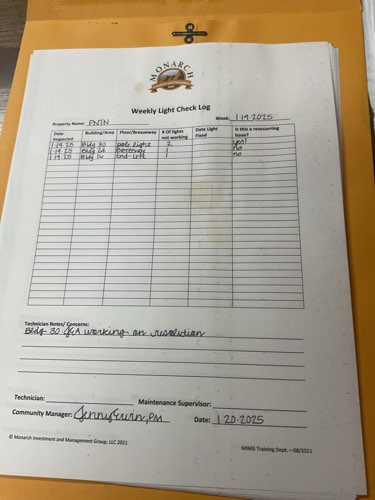 MONARCH
Weekly Light Check Log
Property Name: PNTN Week: 1-19-2025
Date Inspected Building/Area Floor/Breezeway # Of lights not working Date Light Fixed Is this a reoccurring issue?
1-19-25 Bldg 30 pole light 2 yes?
1-19-25 Bldg 2A breezeway 1 no
1-19-25 Bldg 16 End-Left 1 no
Technician Notes/ Concerns:
Bldg 30 working on resolution
Technician:
Maintenance Supervisor:
Community Manager: Jenny Ervin, PM Date: 1-20-2025
© Monarch Investment and Management Group, LLC 2021
MIMG Training Dept. – 08/2021